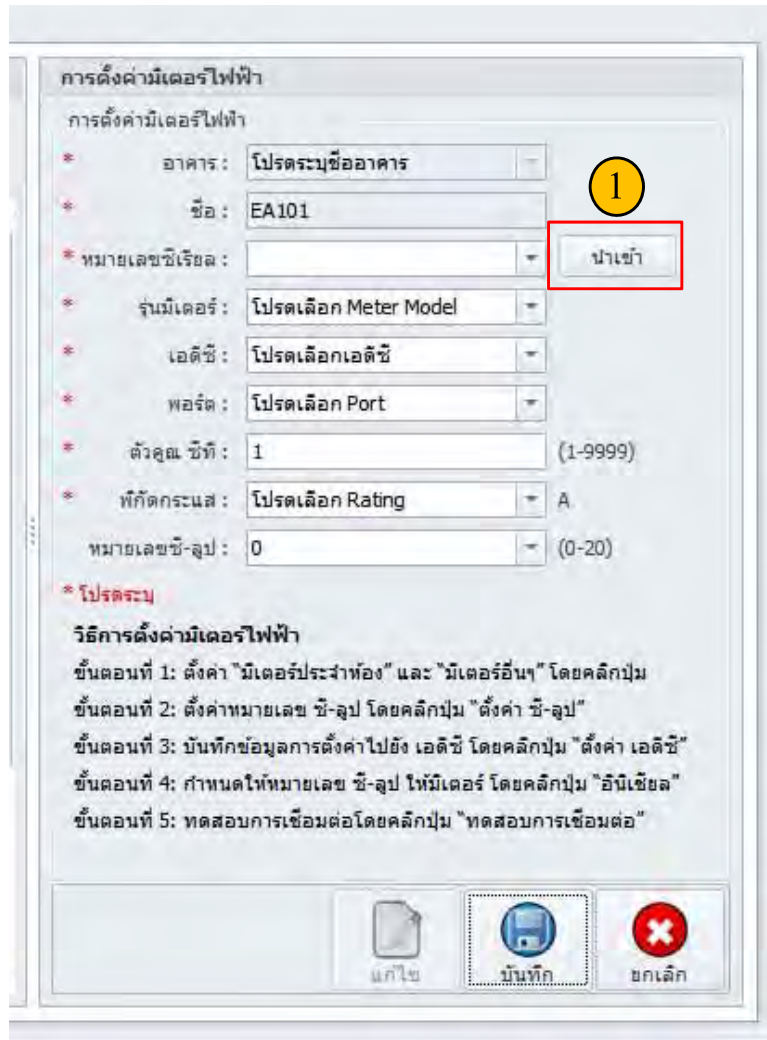 การตั้งค่ามิเตอร์ไฟฟ้า
การตั้งค่ามิเตอร์ไฟฟ้า
* อาคาร : โปรดระบุชื่ออาคาร
1
* ชื่อ : EA101
* หมายเลขซีเรียล : นำเข้า
* รุ่นมิเตอร์ : โปรดเลือก Meter Model
* เอดีซี : โปรดเลือกเอดีซี
* พอร์ต : โปรดเลือก Port
* ตัวคูณ ซีที : 1 (1-9999)
* พิกัดกระแส : โปรดเลือก Rating A
หมายเลขซี-ลูป : 0 (0-20)
* โปรดระบุ
วิธีการตั้งค่ามิเตอร์ไฟฟ้า
ขั้นตอนที่ 1: ตั้งค่า "มิเตอร์ประจำห้อง" และ "มิเตอร์อื่นๆ" โดยคลิกปุ่ม
ขั้นตอนที่ 2: ตั้งค่าหมายเลข ซี-ลูป โดยคลิกปุ่ม "ตั้งค่า ซี-ลูป"
ขั้นตอนที่ 3: บันทึกข้อมูลการตั้งค่าไปยัง เอดีซี โดยคลิกปุ่ม "ตั้งค่า เอดีซี"
ขั้นตอนที่ 4: กำหนดให้หมายเลข ซี-ลูป ให้มิเตอร์ โดยคลิกปุ่ม "อินิเชียล"
ขั้นตอนที่ 5: ทดสอบการเชื่อมต่อโดยคลิกปุ่ม "ทดสอบการเชื่อมต่อ"
แก้ไข บันทึก ยกเลิก